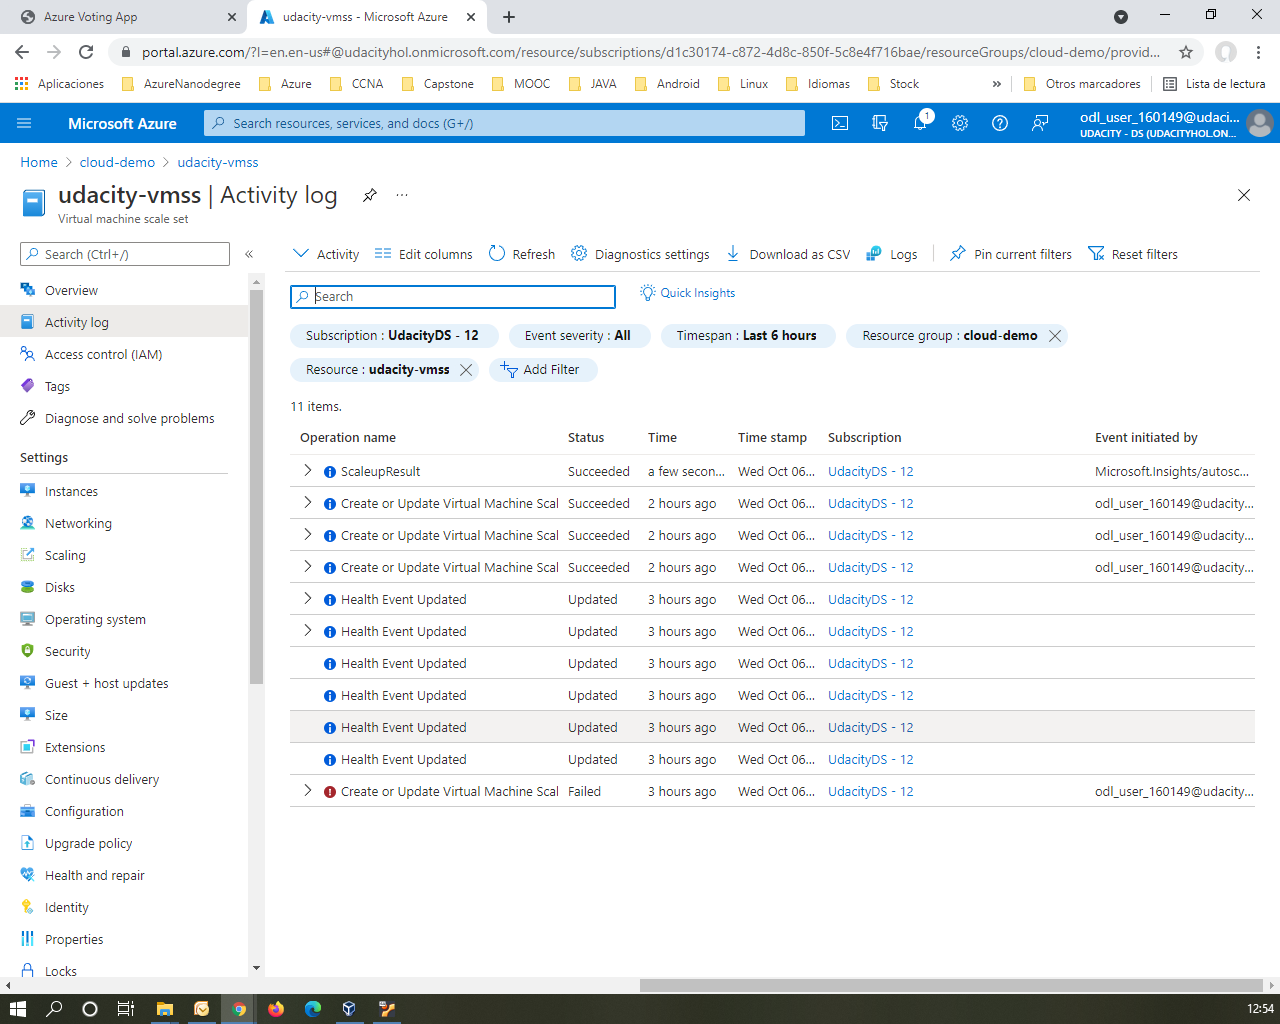 Azure Voting App
udacity-vmss - Microsoft Azure
portal.azure.com/?l=en.en-us#@udacityhol.onmicrosoft.com/resource/subscriptions/d1c30174-c872-4d8c-850f-5c8e4f716bae/resourceGroups/cloud-demo/provid...
Aplicaciones AzureNanodegree Azure CCNA Capstone MOOC JAVA Android Linux Idiomas Stock » Otros marcadores Lista de lectura
Microsoft Azure
Search resources, services, and docs (G+/)
1
odl_user_160149@udaci...
UDACITY - DS (UDACITYHOL.ON...
Home > cloud-demo > udacity-vmss
udacity-vmss | Activity log ...
Virtual machine scale set
Search (Ctrl+/) «
Activity Edit columns Refresh Diagnostics settings Download as CSV Logs Pin current filters Reset filters
Search
Quick Insights
Subscription : UdacityDS - 12 Event severity : All Timespan : Last 6 hours Resource group : cloud-demo
Resource : udacity-vmss Add Filter
11 items.
Operation name Status Time Time stamp Subscription Event initiated by
ScaleupResult Succeeded a few secon... Wed Oct 06... UdacityDS - 12 Microsoft.Insights/autosc...
Create or Update Virtual Machine Scal Succeeded 2 hours ago Wed Oct 06... UdacityDS - 12 odl_user_160149@udacity...
Create or Update Virtual Machine Scal Succeeded 2 hours ago Wed Oct 06... UdacityDS - 12 odl_user_160149@udacity...
Create or Update Virtual Machine Scal Succeeded 2 hours ago Wed Oct 06... UdacityDS - 12 odl_user_160149@udacity...
Health Event Updated Updated 3 hours ago Wed Oct 06... UdacityDS - 12
Health Event Updated Updated 3 hours ago Wed Oct 06... UdacityDS - 12
Health Event Updated Updated 3 hours ago Wed Oct 06... UdacityDS - 12
Health Event Updated Updated 3 hours ago Wed Oct 06... UdacityDS - 12
Health Event Updated Updated 3 hours ago Wed Oct 06... UdacityDS - 12
Health Event Updated Updated 3 hours ago Wed Oct 06... UdacityDS - 12
Create or Update Virtual Machine Scal Failed 3 hours ago Wed Oct 06... UdacityDS - 12 odl_user_160149@udacity...
Overview
Activity log
Access control (IAM)
Tags
Diagnose and solve problems
Settings
Instances
Networking
Scaling
Disks
Operating system
Security
Guest + host updates
Size
Extensions
Continuous delivery
Configuration
Upgrade policy
Health and repair
Identity
Properties
Locks
12:54